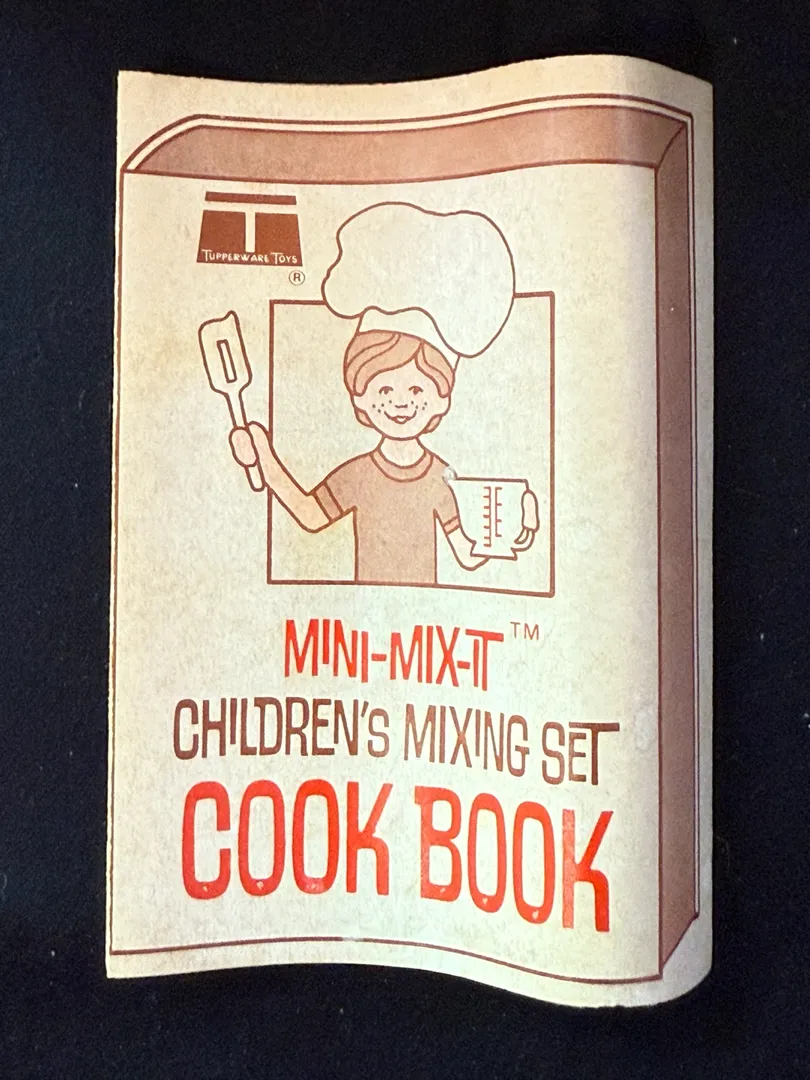 T
TUPPERWARE TOYS
®
MINI-MIX-IT™
CHILDREN'S MIXING SET
COOK BOOK